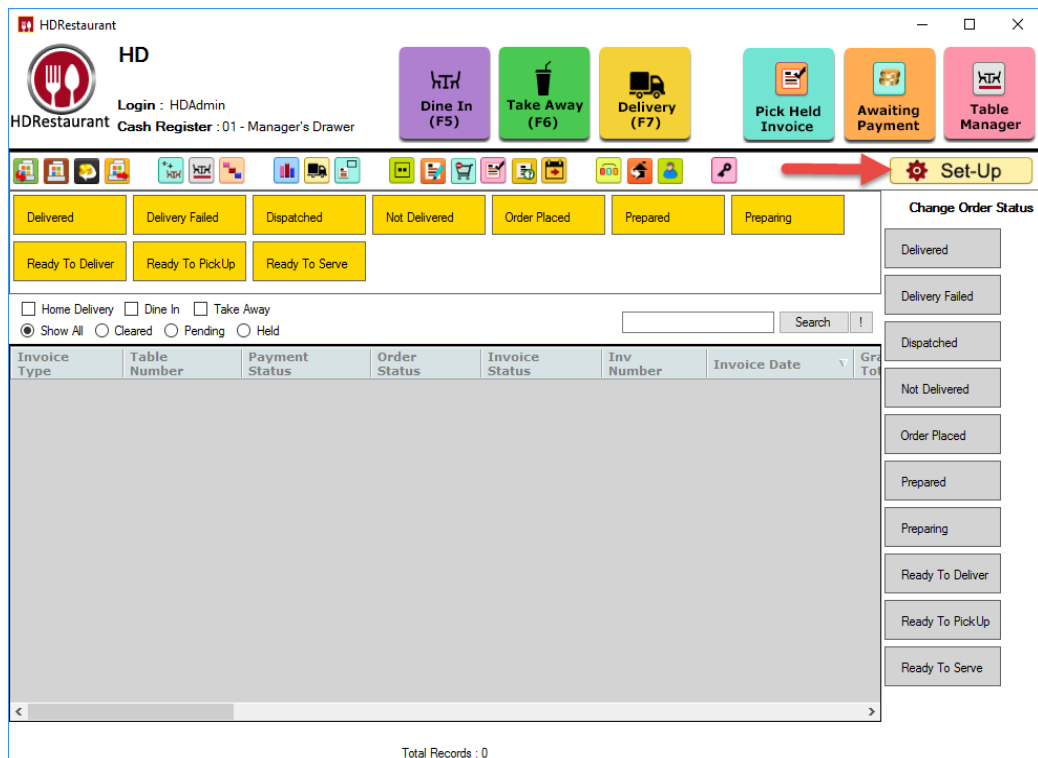 HDRestaurant
HD
HDRestaurant
Login : HDAdmin
Cash Register : 01 - Manager's Drawer
Dine In
(F5)
Take Away
(F6)
Delivery
(F7)
Pick Held
Invoice
Awaiting
Payment
Table
Manager
Set-Up
Delivered
Delivery Failed
Dispatched
Not Delivered
Order Placed
Prepared
Preparing
Ready To Deliver
Ready To PickUp
Ready To Serve
Home Delivery
Dine In
Take Away
Show All
Cleared
Pending
Held
Search
!
Invoice
Type
Table
Number
Payment
Status
Order
Status
Invoice
Status
Inv
Number
Invoice Date
Gra
Tot
Change Order Status
Delivered
Delivery Failed
Dispatched
Not Delivered
Order Placed
Prepared
Preparing
Ready To Deliver
Ready To PickUp
Ready To Serve
Total Records : 0